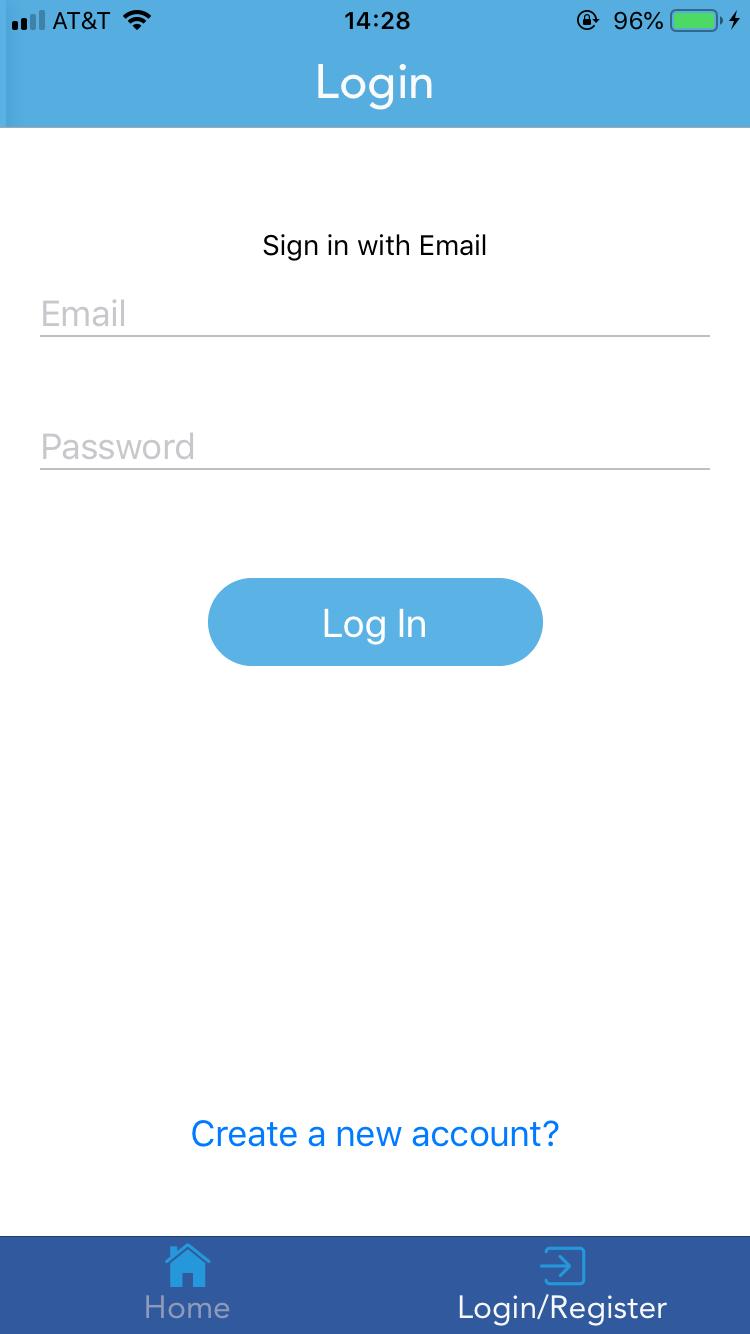 AT&T 14:28 96%
Login
Sign in with Email
Email
Password
Log In
Create a new account?
Home Login/Register